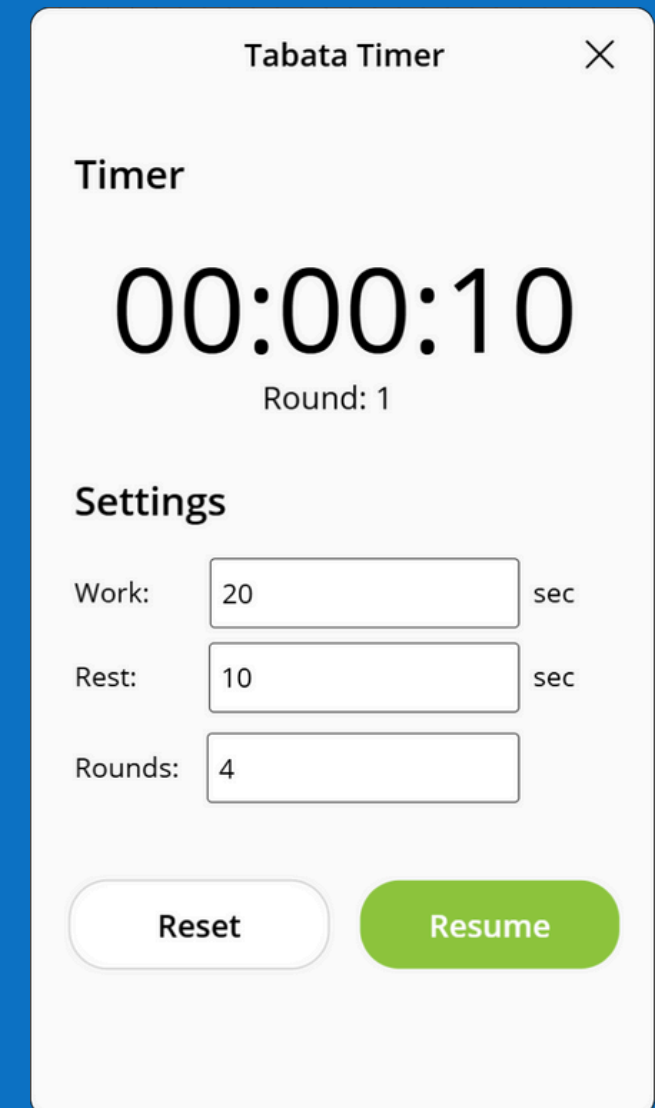 Tabata Timer
Timer
00:00:10
Round: 1
Settings
Work: 20 sec
Rest: 10 sec
Rounds: 4
Reset Resume